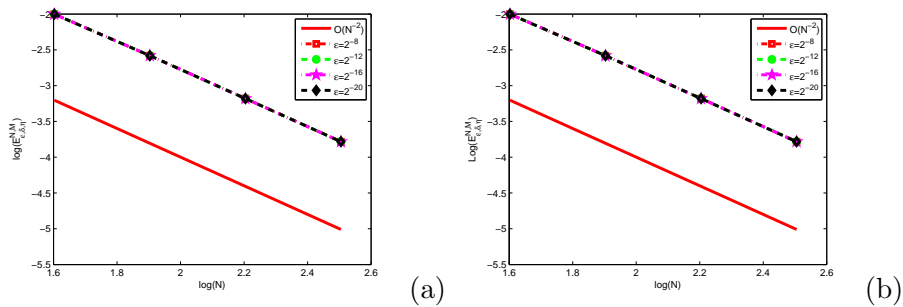 -2
-2.5
-3
-3.5
-4
-4.5
-5
-5.5
1.6
1.8
2
2.2
2.4
2.6
log(N)
log(E^{N,M}_{ε,δ,η})
O(N^{-2})
ε=2^{-8}
ε=2^{-12}
ε=2^{-16}
ε=2^{-20}
(a)
-2
-2.5
-3
-3.5
-4
-4.5
-5
-5.5
1.6
1.8
2
2.2
2.4
2.6
log(N)
Log(E^{N,M}_{ε,δ,η})
O(N^{-2})
ε=2^{-8}
ε=2^{-12}
ε=2^{-16}
ε=2^{-20}
(b)